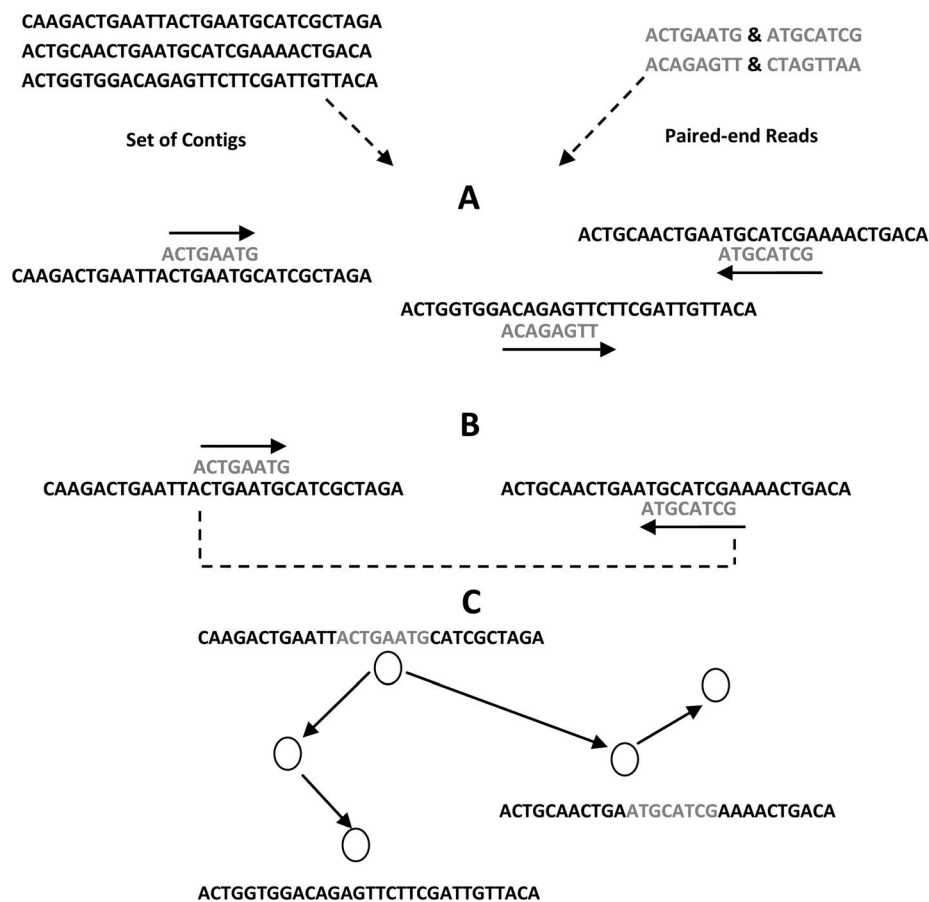 CAAGACTGAATTACTGAATGCATCGCTAGA
ACTGCAACTGAATGCATCGAAAACTGACA
ACTGGTGGACAGAGTTCTTCGATTGTTACA
ACTGAATG & ATGCATCG
ACAGAGTT & CTAGTTAA
Set of Contigs
Paired-end Reads
A
ACTGAATG
CAAGACTGAATTACTGAATGCATCGCTAGA
ACTGCAACTGAATGCATCGAAAACTGACA
ATGCATCG
ACTGGTGGACAGAGTTCTTCGATTGTTACA
ACAGAGTT
B
ACTGAATG
CAAGACTGAATTACTGAATGCATCGCTAGA
ACTGCAACTGAATGCATCGAAAACTGACA
ATGCATCG
C
CAAGACTGAATTACTGAATGCATCGCTAGA
ACTGCAACTGAATGCATCGAAAACTGACA
ACTGGTGGACAGAGTTCTTCGATTGTTACA